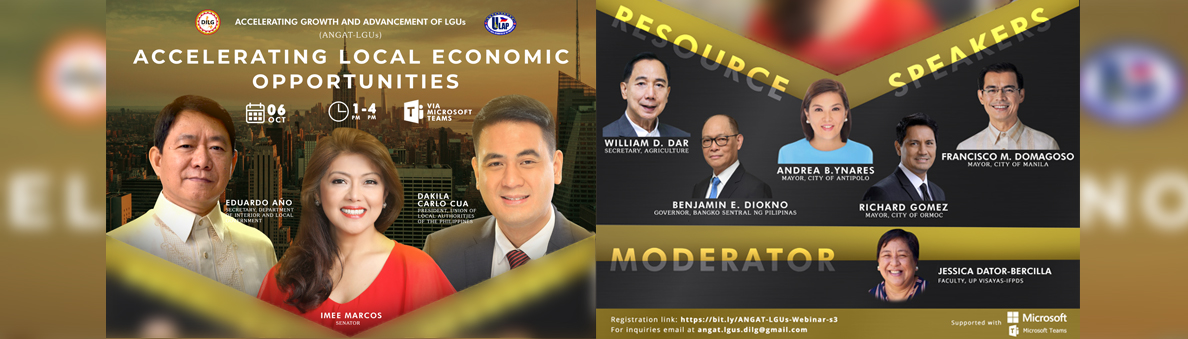 DILG
ULAP
ACCELERATING GROWTH AND ADVANCEMENT OF LGUs
(ANGAT-LGUs)
ACCELERATING LOCAL ECONOMIC
OPPORTUNITIES
06
OCT
1-4
PM PM
VIA
MICROSOFT
TEAMS
EDUARDO AÑO
SECRETARY, DEPARTMENT
OF INTERIOR AND LOCAL
GOVERNMENT
DAKILA
CARLO CUA
PRESIDENT, UNION OF
LOCAL AUTHORITIES
OF THE PHILIPPINES
IMEE MARCOS
SENATOR
RESOURCE SPEAKERS
WILLIAM D. DAR
SECRETARY, AGRICULTURE
BENJAMIN E. DIOKNO
GOVERNOR, BANGKO SENTRAL NG PILIPINAS
ANDREA B.YNARES
MAYOR, CITY OF ANTIPOLO
RICHARD GOMEZ
MAYOR, CITY OF ORMOC
FRANCISCO M. DOMAGOSO
MAYOR, CITY OF MANILA
MODERATOR
JESSICA DATOR-BERCILLA
FACULTY, UP VISAYAS-IFPDS
Registration link: https://bit.ly/ANGAT-LGUs-Webinar-s3
For inquiries email at angat.lgus.dilg@gmail.com
Supported with
Microsoft
Microsoft Teams